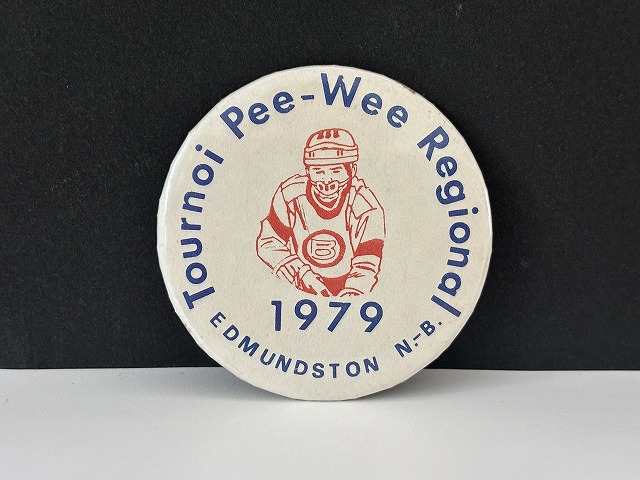 Tournoi Pee-Wee Regional
B
1979
EDMUNDSTON N.-B.